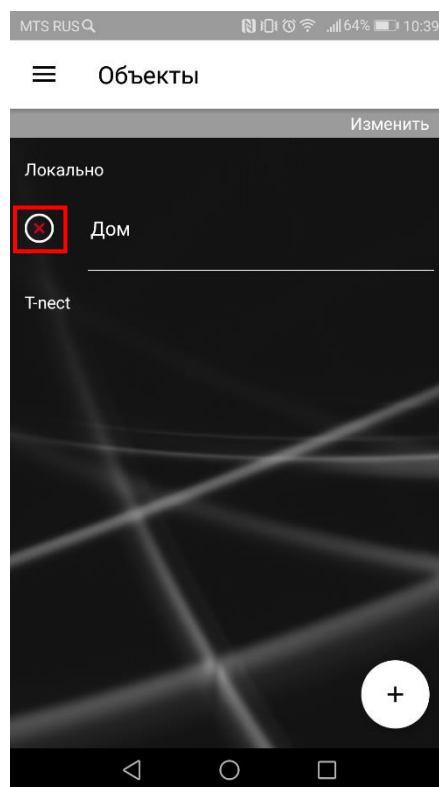 MTS RUS 64% 10:39
Объекты
Изменить
Локально
Дом
T-nect
+